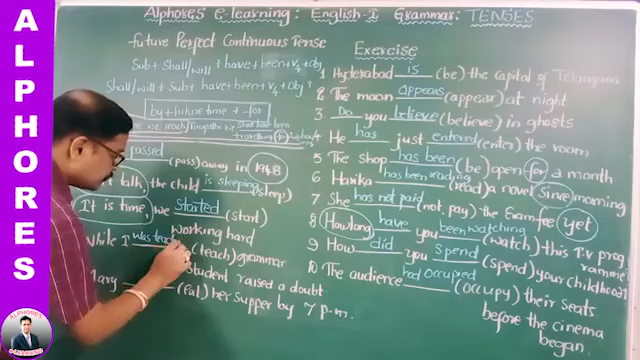 ALPHORES
Alphores' e-learning: English-I Grammar: TENSES
Future Perfect Continuous Tense
Sub + Shall/will + have + been + V4 + Obj
Shall/will + Sub + have + been + V4 + Obj?
by + future time + - for
passed (pass) away in 1948
talk, the child is sleeping (sleep)
It is time, we started (start)
working hard
While I was teach (teach) grammar
student raised a doubt
Mary ____ (eat) her supper by 7 p.m.
Exercise
1 Hyderabad is (be) the capital of Telangana
2 The moon appears (appear) at night
3 Do you believe (believe) in ghosts
4 He has just entered (enter) the room
5 The shop has been (be) open for a month
6 Harika has been reading (read) a novel since morning
7 She has not paid (not.pay) the Exam fee yet
8 How long have you been watching (watch) this T.V programme
9 How did you spend (spend) your childhood
10 The audience had occupied (occupy) their seats
before the cinema
began
ALPHORES
e-LEARNING